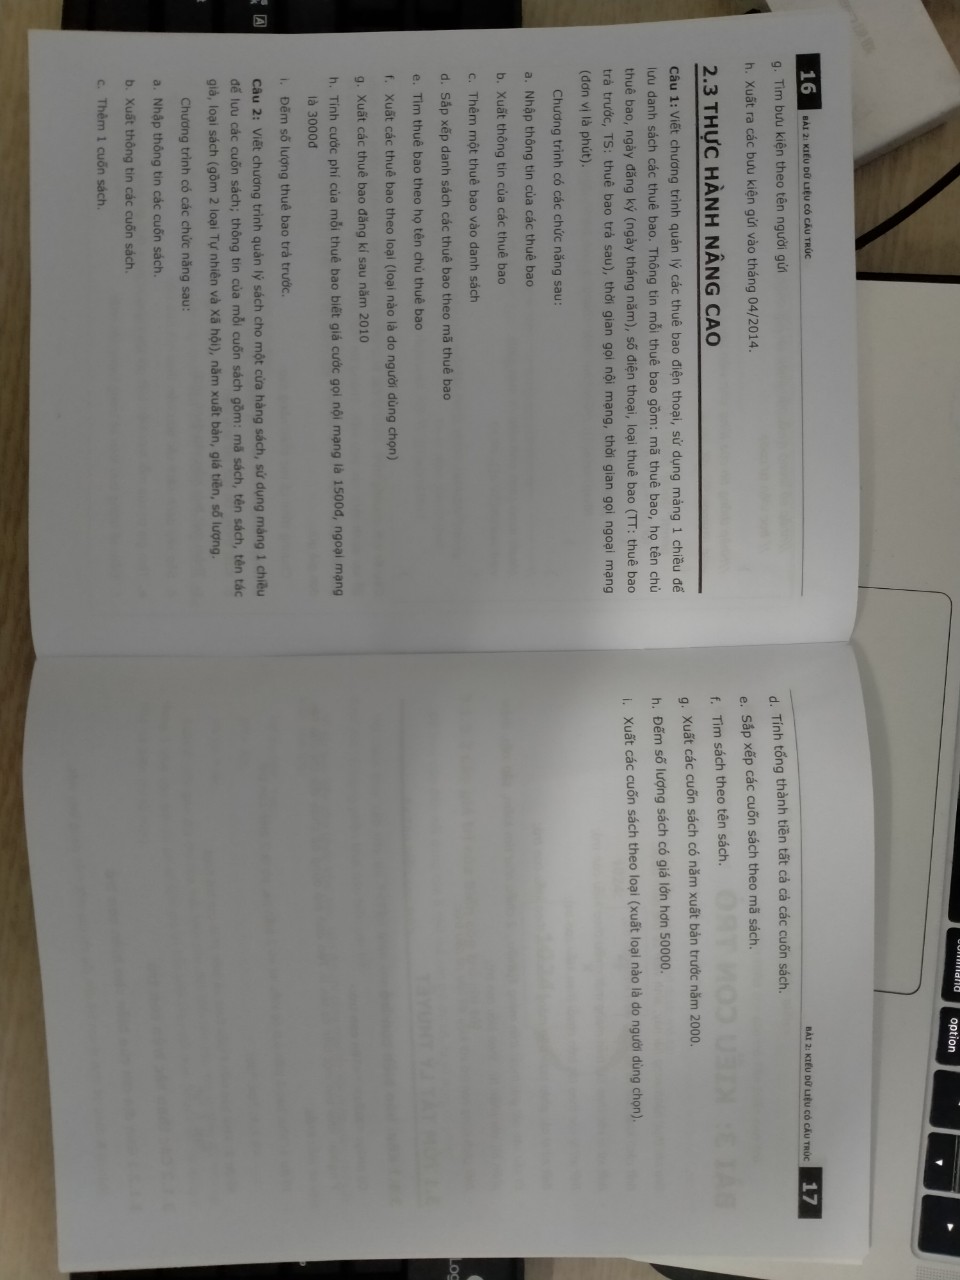 16 BÀI 2: KIỂU DỮ LIỆU CÓ CẤU TRÚC
g. Tìm bưu kiện theo tên người gửi
h. Xuất ra các bưu kiện gửi vào tháng 04/2014.
2.3 THỰC HÀNH NÂNG CAO
Câu 1: Viết chương trình quản lý các thuê bao điện thoại, sử dụng mảng 1 chiều để
lưu danh sách các thuê bao. Thông tin mỗi thuê bao gồm: mã thuê bao, họ tên chủ
thuê bao, ngày đăng ký (ngày tháng năm), số điện thoại, loại thuê bao (TT: thuê bao
trả trước, TS: thuê bao trả sau), thời gian gọi nội mạng, thời gian gọi ngoại mạng
(đơn vị là phút).
Chương trình có các chức năng sau:
a. Nhập thông tin của các thuê bao
b. Xuất thông tin của các thuê bao
c. Thêm một thuê bao vào danh sách
d. Sắp xếp danh sách các thuê bao theo mã thuê bao
e. Tìm thuê bao theo họ tên chủ thuê bao
f. Xuất các thuê bao theo loại (loại nào là do người dùng chọn)
g. Xuất các thuê bao đăng kí sau năm 2010
h. Tính cước phí của mỗi thuê bao biết giá cước gọi nội mạng là 1500đ, ngoại mạng
là 3000đ
i. Đếm số lượng thuê bao trả trước.
Câu 2: Viết chương trình quản lý sách cho một cửa hàng sách, sử dụng mảng 1 chiều
để lưu các cuốn sách; thông tin của mỗi cuốn sách gồm: mã sách, tên sách, tên tác
giả, loại sách (gồm 2 loại Tự nhiên và Xã hội), năm xuất bản, giá tiền, số lượng.
Chương trình có các chức năng sau:
a. Nhập thông tin các cuốn sách.
b. Xuất thông tin các cuốn sách.
c. Thêm 1 cuốn sách.
BÀI 2: KIỂU DỮ LIỆU CÓ CẤU TRÚC 17
d. Tính tổng thành tiền tất cả cả các cuốn sách.
e. Sắp xếp các cuốn sách theo mã sách.
f. Tìm sách theo tên sách.
g. Xuất các cuốn sách có năm xuất bản trước năm 2000.
h. Đếm số lượng sách có giá lớn hơn 50000.
i. Xuất các cuốn sách theo loại (xuất loại nào là do người dùng chọn).
command
option